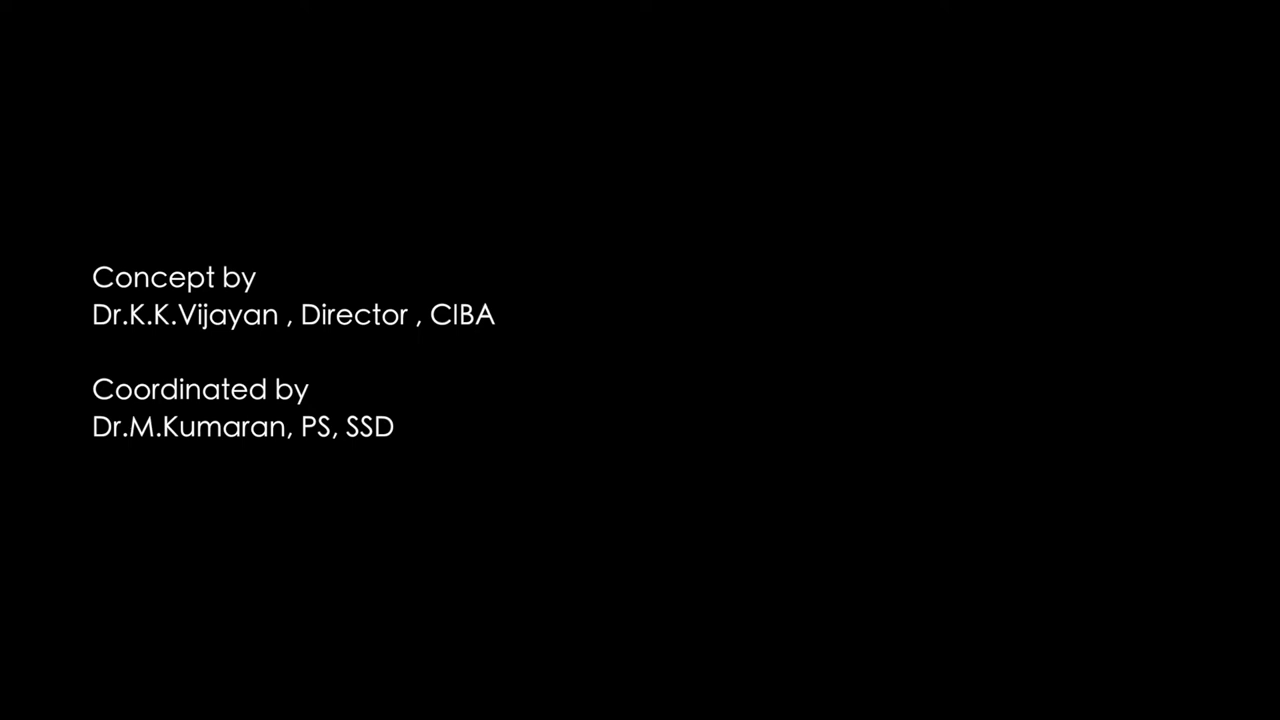 Concept by
Dr.K.K.Vijayan , Director , CIBA
Coordinated by
Dr.M.Kumaran, PS, SSD